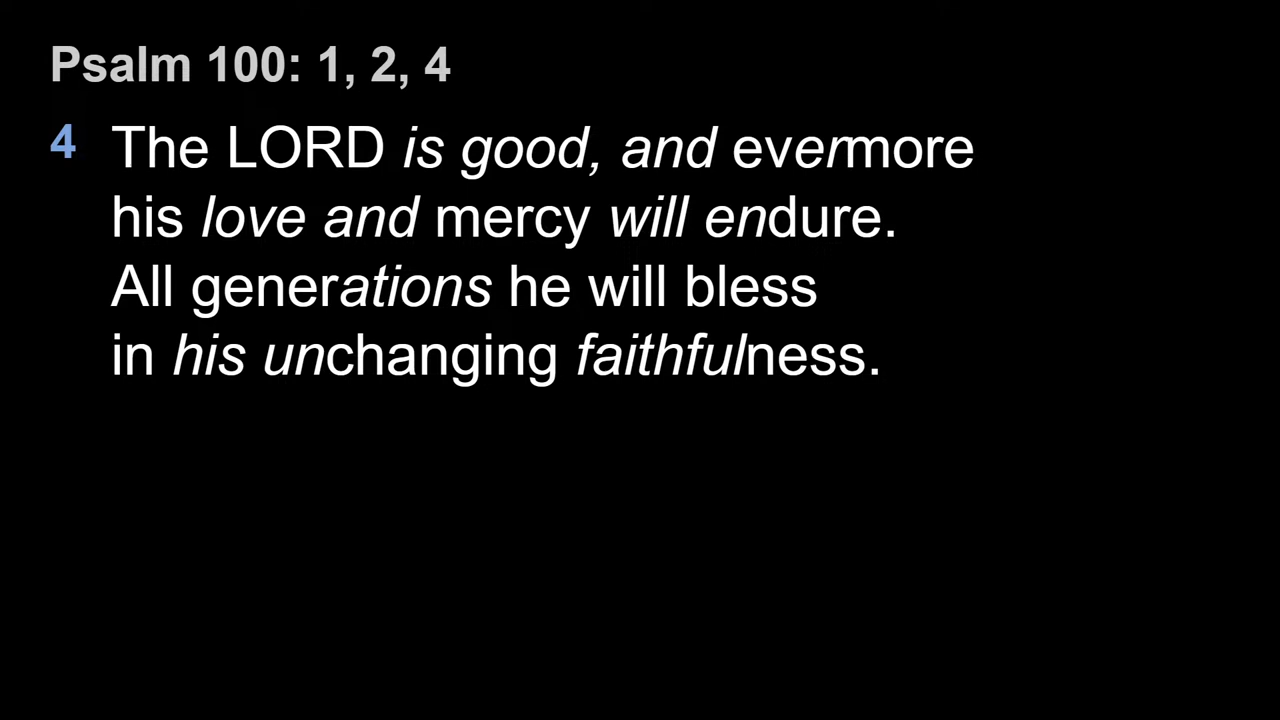 Psalm 100: 1, 2, 4
4 The LORD is good, and evermore
his love and mercy will endure.
All generations he will bless
in his unchanging faithfulness.